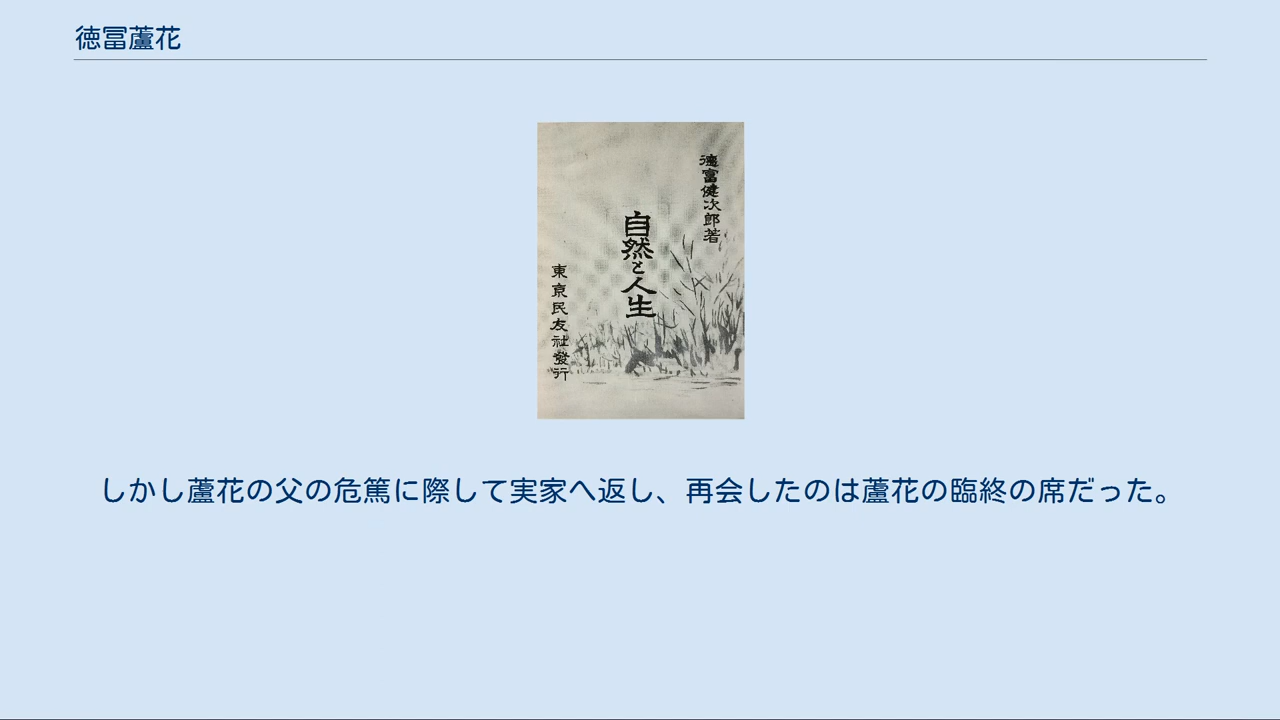 徳冨蘆花
徳富健次郎著
自然と人生
東京民友社發行
しかし蘆花の父の危篤に際して実家へ返し、再会したのは蘆花の臨終の席だった。